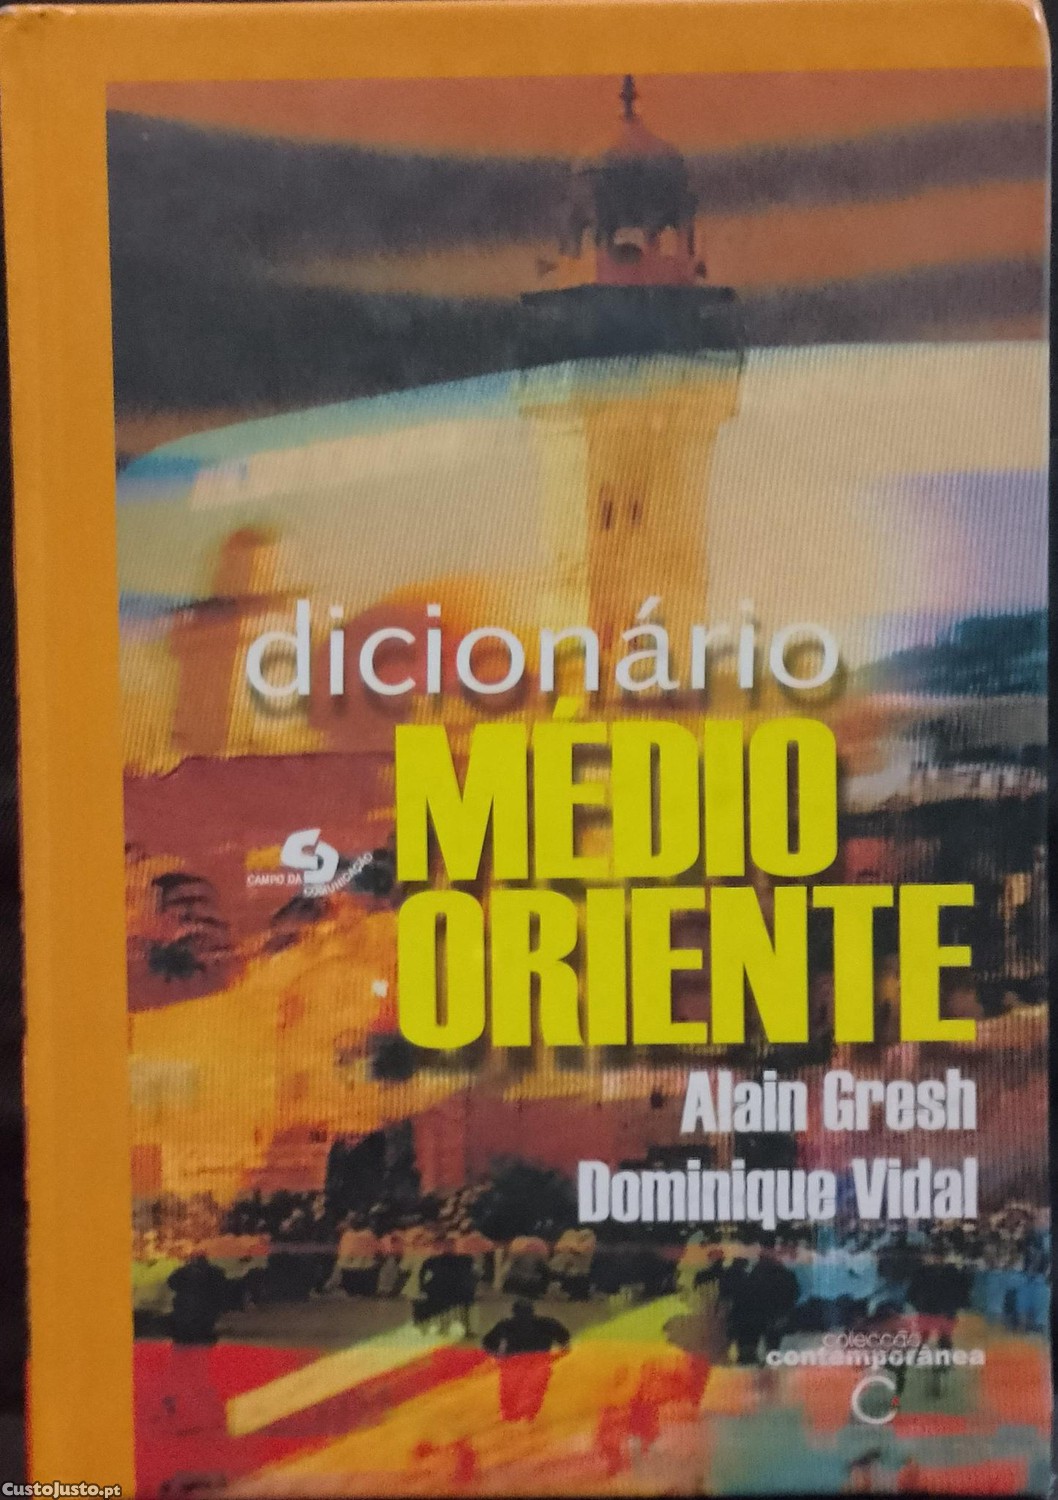 dicionário
MÉDIO
ORIENTE
CAMPO DA
COMUNICAÇÃO
Alain Gresh
Dominique Vidal
colecção
contemporânea
C
CustoJusto.pt